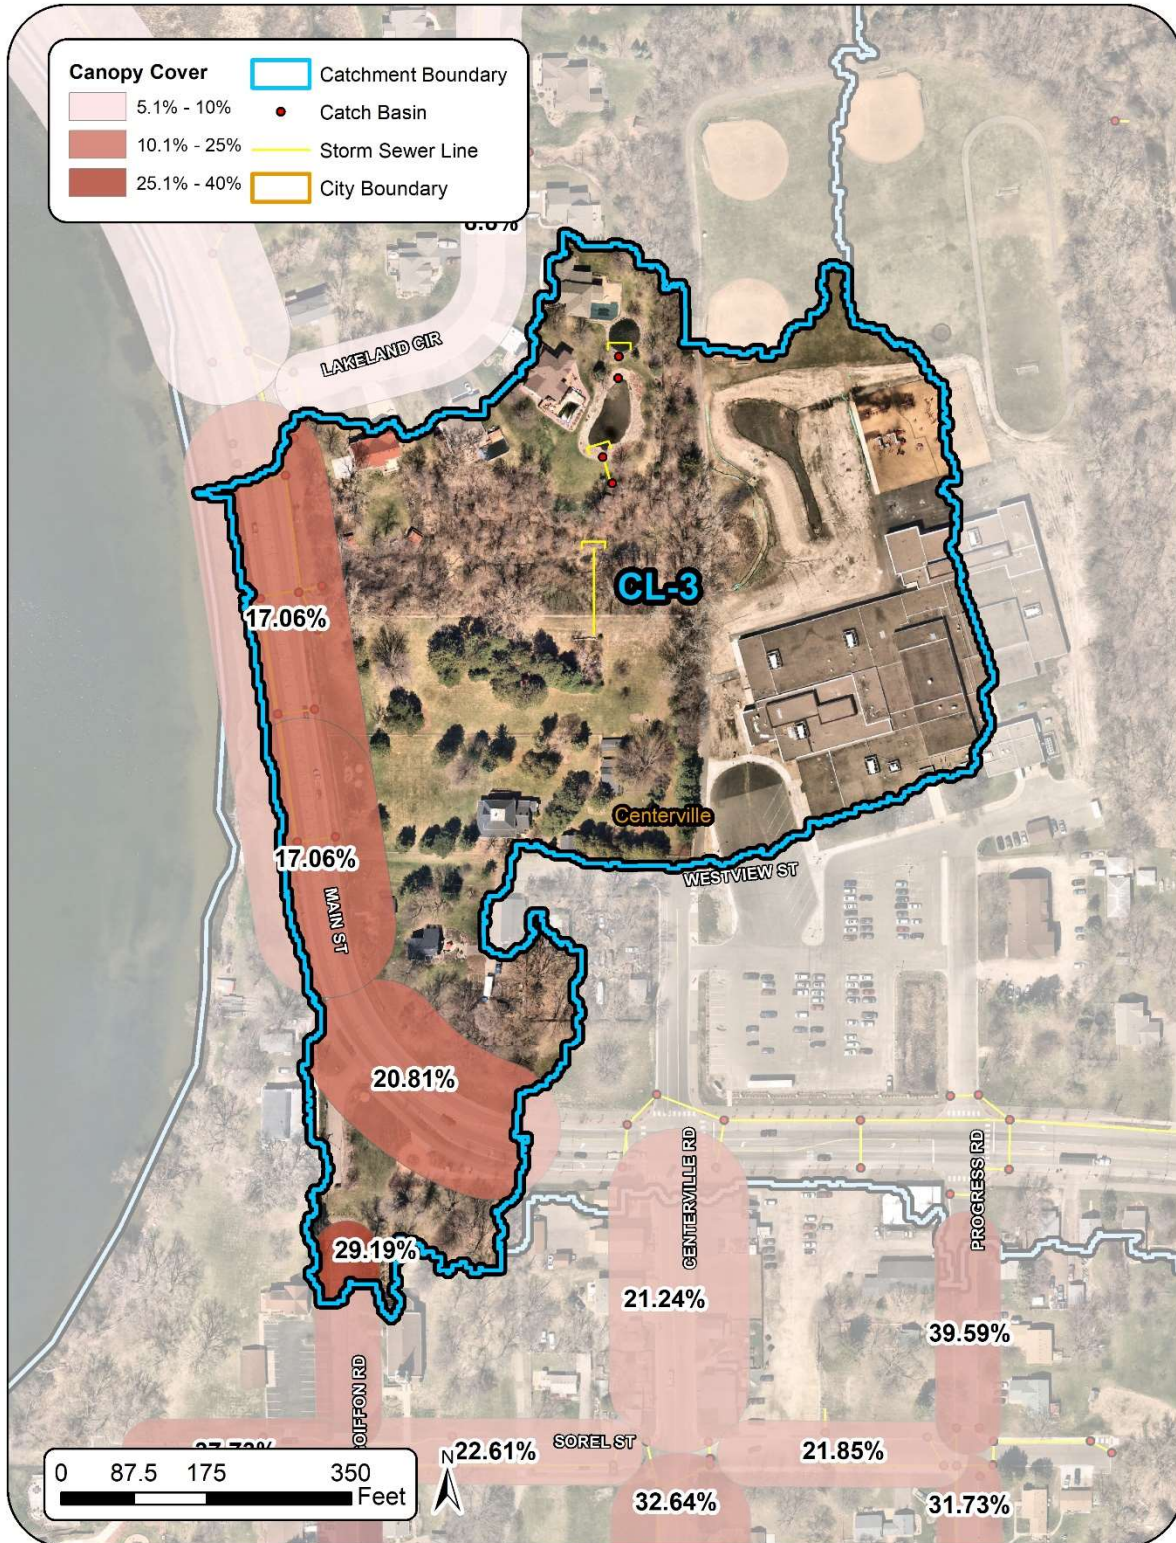 Canopy Cover
5.1% - 10%
10.1% - 25%
25.1% - 40%
Catchment Boundary
Catch Basin
Storm Sewer Line
City Boundary
LAKELAND CIR
CL-3
17.06%
Centerville
17.06%
MAIN ST
WESTVIEW ST
20.81%
CENTERVILLE RD
PROGRESS RD
29.19%
21.24%
39.59%
SOREL ST
22.61%
21.85%
32.64%
31.73%
0 87.5 175 350
Feet
N